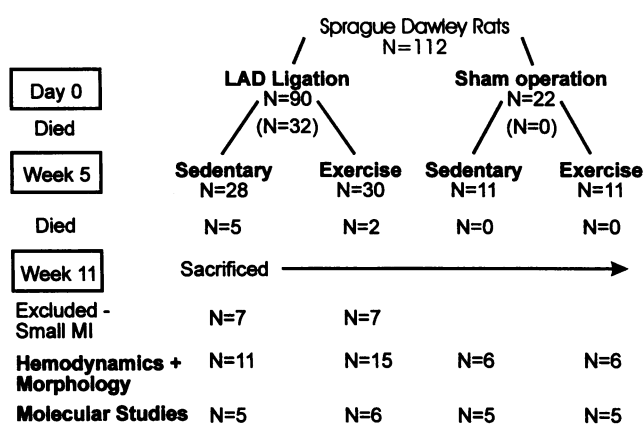 Sprague Dawley Rats
N=112
LAD Ligation Sham operation
Day 0 N=90 N=22
Died (N=32) (N=0)
Sedentary Exercise Sedentary Exercise
Week 5 N=28 N=30 N=11 N=11
Died N=5 N=2 N=0 N=0
Week 11 Sacrificed
Excluded - N=7 N=7
Small MI
Hemodynamics + N=11 N=15 N=6 N=6
Morphology
Molecular Studies N=5 N=6 N=5 N=5